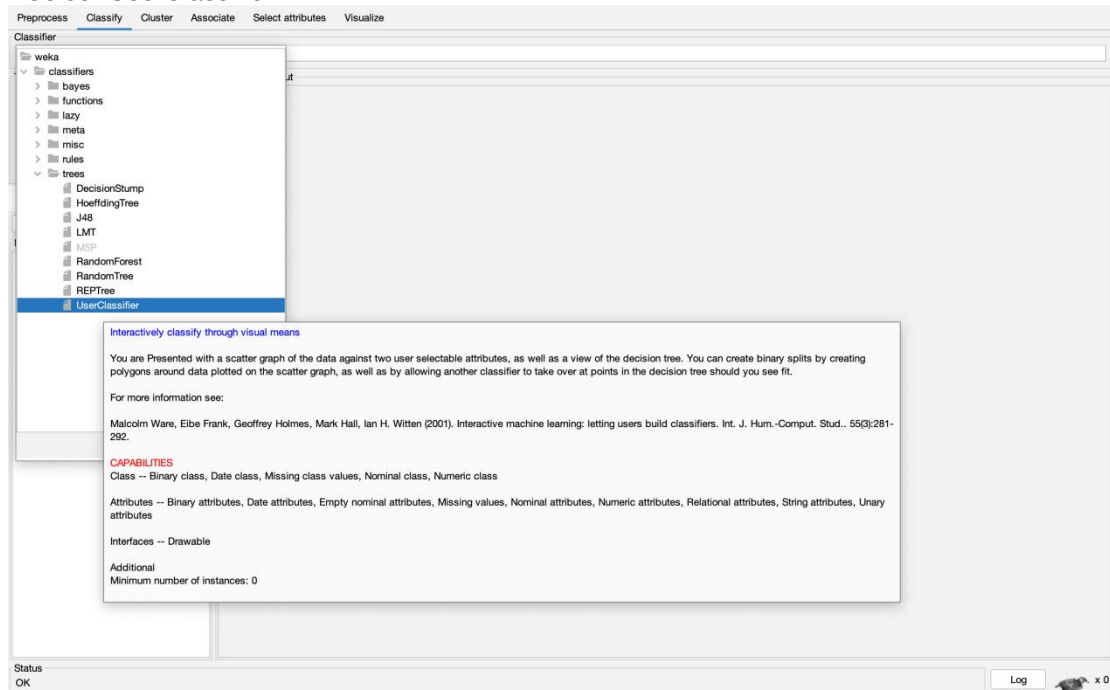 Preprocess Classify Cluster Associate Select attributes Visualize
Classifier
weka
classifiers
bayes
functions
lazy
meta
misc
rules
trees
DecisionStump
HoeffdingTree
J48
LMT
M5P
RandomForest
RandomTree
REPTree
UserClassifier
Interactively classify through visual means
You are Presented with a scatter graph of the data against two user selectable attributes, as well as a view of the decision tree. You can create binary splits by creating
polygons around data plotted on the scatter graph, as well as by allowing another classifier to take over at points in the decision tree should you see fit.
For more information see:
Malcolm Ware, Eibe Frank, Geoffrey Holmes, Mark Hall, Ian H. Witten (2001). Interactive machine learning: letting users build classifiers. Int. J. Hum.-Comput. Stud.. 55(3):281-
292.
CAPABILITIES
Class -- Binary class, Date class, Missing class values, Nominal class, Numeric class
Attributes -- Binary attributes, Date attributes, Empty nominal attributes, Missing values, Nominal attributes, Numeric attributes, Relational attributes, String attributes, Unary
attributes
Interfaces -- Drawable
Additional
Minimum number of instances: 0
Status
OK
Log x 0